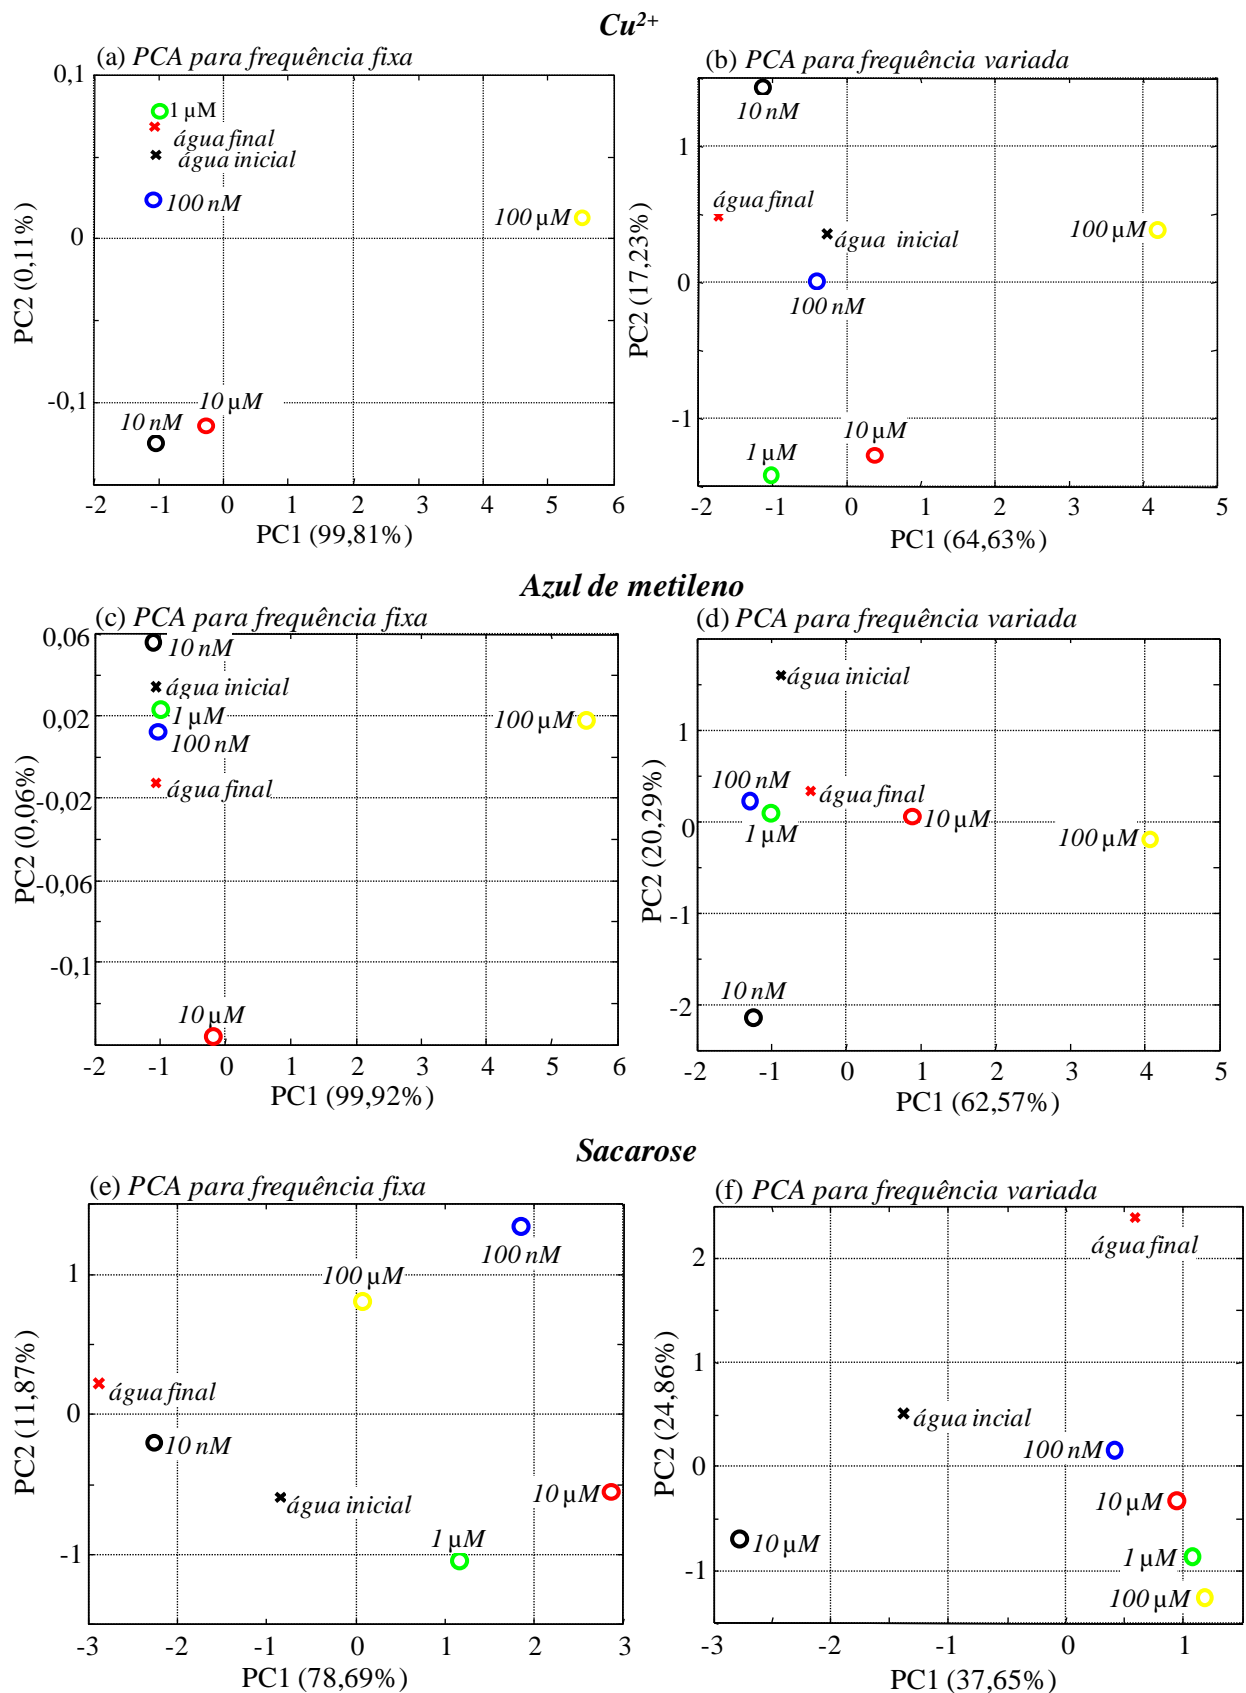 Cu²⁺
(a) PCA para frequência fixa
0,1
0
-0,1
PC2 (0,11%)
1 µM
água final
água inicial
100 nM
100 µM
10 µM
10 nM
-2 -1 0 1 2 3 4 5 6
PC1 (99,81%)
(b) PCA para frequência variada
1
0
-1
PC2 (17,23%)
10 nM
água final
água inicial
100 µM
100 nM
10 µM
1 µM
-2 -1 0 1 2 3 4 5
PC1 (64,63%)
Azul de metileno
(c) PCA para frequência fixa
0,06
0,02
-0,02
-0,06
-0,1
PC2 (0,06%)
10 nM
água inicial
1 µM
100 µM
100 nM
água final
10 µM
-2 -1 0 1 2 3 4 5 6
PC1 (99,92%)
(d) PCA para frequência variada
1
0
-1
-2
PC2 (20,29%)
água inicial
100 nM
água final
10 µM
1 µM
100 µM
10 nM
-2 -1 0 1 2 3 4 5
PC1 (62,57%)
Sacarose
(e) PCA para frequência fixa
1
0
-1
PC2 (11,87%)
100 nM
100 µM
água final
10 nM
água inicial
10 µM
1 µM
-3 -2 -1 0 1 2 3
PC1 (78,69%)
(f) PCA para frequência variada
2
1
0
-1
PC2 (24,86%)
água final
água incial
100 nM
10 µM
10 µM
1 µM
100 µM
-3 -2 -1 0 1
PC1 (37,65%)